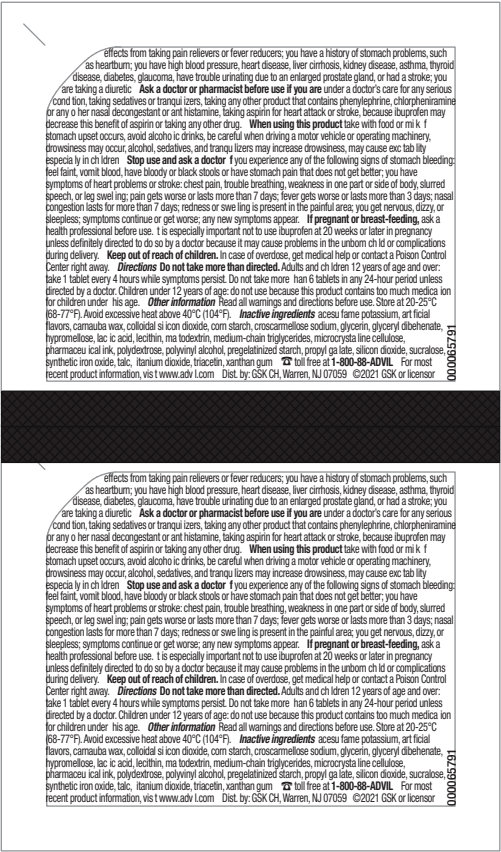 effects from taking pain relievers or fever reducers; you have a history of stomach problems, such
as heartburn; you have high blood pressure, heart disease, liver cirrhosis, kidney disease, asthma, thyroid
disease, diabetes, glaucoma, have trouble urinating due to an enlarged prostate gland, or had a stroke; you
are taking a diuretic Ask a doctor or pharmacist before use if you are under a doctor's care for any serious
cond tion, taking sedatives or tranqui izers, taking any other product that contains phenylephrine, chlorpheniramine
or any o her nasal decongestant or ant histamine, taking aspirin for heart attack or stroke, because ibuprofen may
decrease this benefit of aspirin or taking any other drug. When using this product take with food or mi k f
stomach upset occurs, avoid alcoho ic drinks, be careful when driving a motor vehicle or operating machinery,
drowsiness may occur, alcohol, sedatives, and tranqu lizers may increase drowsiness, may cause exc tab lity
especia ly in ch ldren Stop use and ask a doctor f you experience any of the following signs of stomach bleeding:
feel faint, vomit blood, have bloody or black stools or have stomach pain that does not get better; you have
symptoms of heart problems or stroke: chest pain, trouble breathing, weakness in one part or side of body, slurred
speech, or leg swel ing; pain gets worse or lasts more than 7 days; fever gets worse or lasts more than 3 days; nasal
congestion lasts for more than 7 days; redness or swe ling is present in the painful area; you get nervous, dizzy, or
sleepless; symptoms continue or get worse; any new symptoms appear. If pregnant or breast-feeding, ask a
health professional before use. t is especially important not to use ibuprofen at 20 weeks or later in pregnancy
unless definitely directed to do so by a doctor because it may cause problems in the unborn ch ld or complications
during delivery. Keep out of reach of children. In case of overdose, get medical help or contact a Poison Control
Center right away. Directions Do not take more than directed. Adults and ch ldren 12 years of age and over:
take 1 tablet every 4 hours while symptoms persist. Do not take more han 6 tablets in any 24-hour period unless
directed by a doctor. Children under 12 years of age: do not use because this product contains too much medica ion
for children under his age. Other information Read all warnings and directions before use. Store at 20-25°C
(68-77°F). Avoid excessive heat above 40°C (104°F). Inactive ingredients acesu fame potassium, art ficial
flavors, carnauba wax, colloidal si icon dioxide, corn starch, croscarmellose sodium, glycerin, glyceryl dibehenate,
hypromellose, lac ic acid, lecithin, ma todextrin, medium-chain triglycerides, microcrysta line cellulose,
pharmaceu ical ink, polydextrose, polyvinyl alcohol, pregelatinized starch, propyl ga late, silicon dioxide, sucralose,
synthetic iron oxide, talc, itanium dioxide, triacetin, xanthan gum ☎ toll free at 1-800-88-ADVIL For most
recent product information, vis t www.adv l.com Dist. by: GSK CH, Warren, NJ 07059 ©2021 GSK or licensor
000065791
effects from taking pain relievers or fever reducers; you have a history of stomach problems, such
as heartburn; you have high blood pressure, heart disease, liver cirrhosis, kidney disease, asthma, thyroid
disease, diabetes, glaucoma, have trouble urinating due to an enlarged prostate gland, or had a stroke; you
are taking a diuretic Ask a doctor or pharmacist before use if you are under a doctor's care for any serious
cond tion, taking sedatives or tranqui izers, taking any other product that contains phenylephrine, chlorpheniramine
or any o her nasal decongestant or ant histamine, taking aspirin for heart attack or stroke, because ibuprofen may
decrease this benefit of aspirin or taking any other drug. When using this product take with food or mi k f
stomach upset occurs, avoid alcoho ic drinks, be careful when driving a motor vehicle or operating machinery,
drowsiness may occur, alcohol, sedatives, and tranqu lizers may increase drowsiness, may cause exc tab lity
especia ly in ch ldren Stop use and ask a doctor f you experience any of the following signs of stomach bleeding:
feel faint, vomit blood, have bloody or black stools or have stomach pain that does not get better; you have
symptoms of heart problems or stroke: chest pain, trouble breathing, weakness in one part or side of body, slurred
speech, or leg swel ing; pain gets worse or lasts more than 7 days; fever gets worse or lasts more than 3 days; nasal
congestion lasts for more than 7 days; redness or swe ling is present in the painful area; you get nervous, dizzy, or
sleepless; symptoms continue or get worse; any new symptoms appear. If pregnant or breast-feeding, ask a
health professional before use. t is especially important not to use ibuprofen at 20 weeks or later in pregnancy
unless definitely directed to do so by a doctor because it may cause problems in the unborn ch ld or complications
during delivery. Keep out of reach of children. In case of overdose, get medical help or contact a Poison Control
Center right away. Directions Do not take more than directed. Adults and ch ldren 12 years of age and over:
take 1 tablet every 4 hours while symptoms persist. Do not take more han 6 tablets in any 24-hour period unless
directed by a doctor. Children under 12 years of age: do not use because this product contains too much medica ion
for children under his age. Other information Read all warnings and directions before use. Store at 20-25°C
(68-77°F). Avoid excessive heat above 40°C (104°F). Inactive ingredients acesu fame potassium, art ficial
flavors, carnauba wax, colloidal si icon dioxide, corn starch, croscarmellose sodium, glycerin, glyceryl dibehenate,
hypromellose, lac ic acid, lecithin, ma todextrin, medium-chain triglycerides, microcrysta line cellulose,
pharmaceu ical ink, polydextrose, polyvinyl alcohol, pregelatinized starch, propyl ga late, silicon dioxide, sucralose,
synthetic iron oxide, talc, itanium dioxide, triacetin, xanthan gum ☎ toll free at 1-800-88-ADVIL For most
recent product information, vis t www.adv l.com Dist. by: GSK CH, Warren, NJ 07059 ©2021 GSK or licensor
000065791